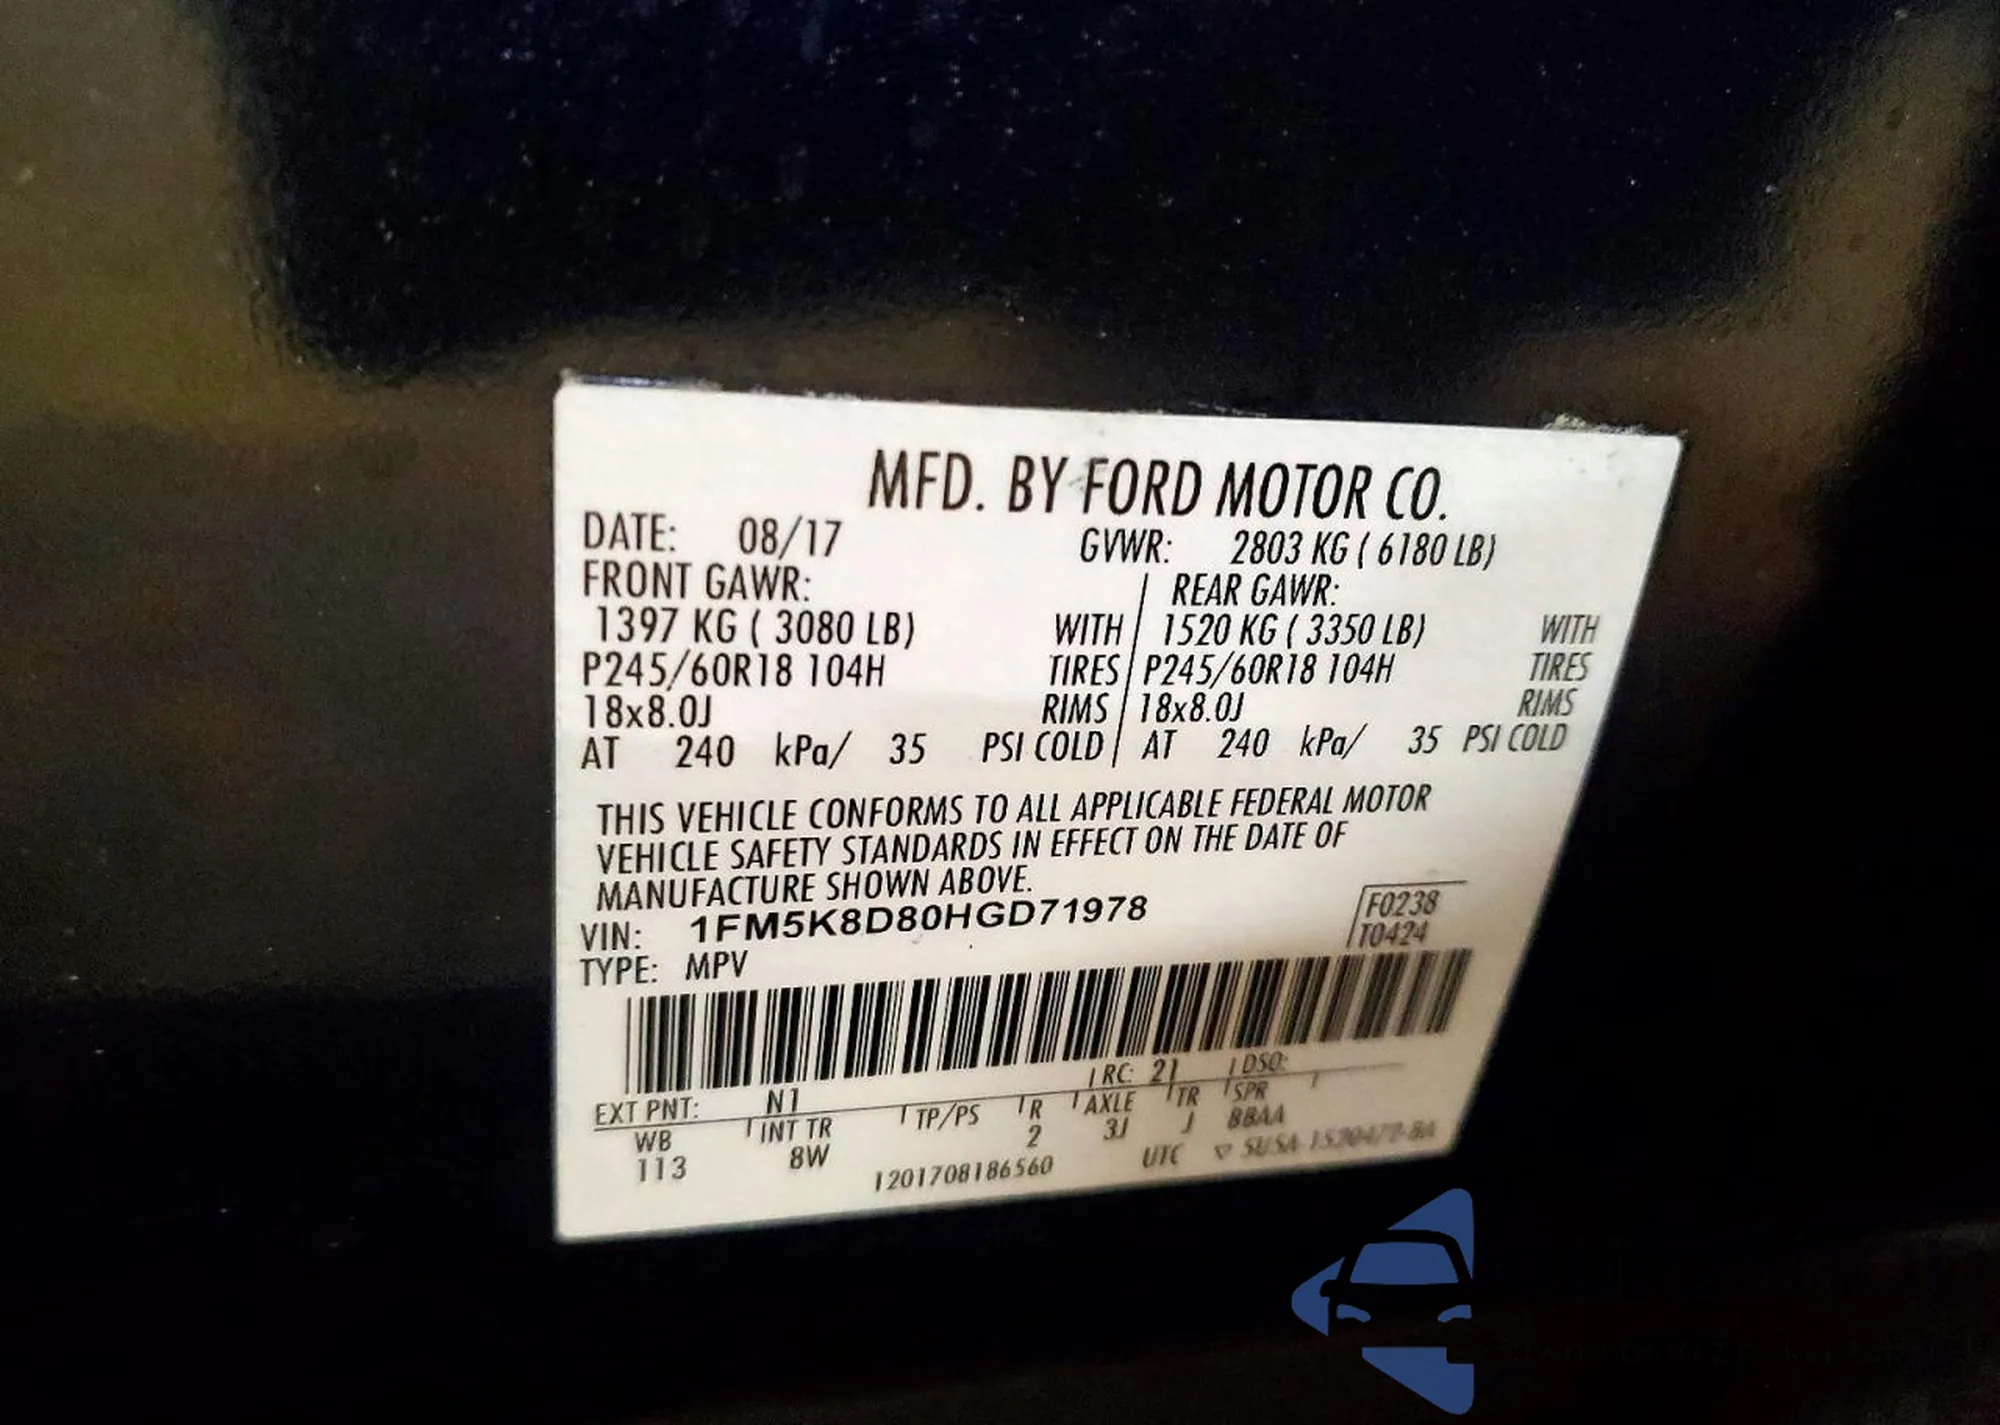 MFD. BY FORD MOTOR CO.
DATE: 08/17 GVWR: 2803 KG ( 6180 LB)
FRONT GAWR: REAR GAWR:
1397 KG ( 3080 LB) WITH 1520 KG ( 3350 LB) WITH
P245/60R18 104H TIRES P245/60R18 104H TIRES
18x8.0J RIMS 18x8.0J RIMS
AT 240 kPa/ 35 PSI COLD AT 240 kPa/ 35 PSI COLD
THIS VEHICLE CONFORMS TO ALL APPLICABLE FEDERAL MOTOR
VEHICLE SAFETY STANDARDS IN EFFECT ON THE DATE OF
MANUFACTURE SHOWN ABOVE.
VIN: 1FM5K8D80HGD71978 F0238
TYPE: MPV T0424
EXT PNT: N1 RC: 21 DSO:
WB INT TR TP/PS R AXLE TR SPR
113 8W 2 3J J BBAA
1201708186560 UTC